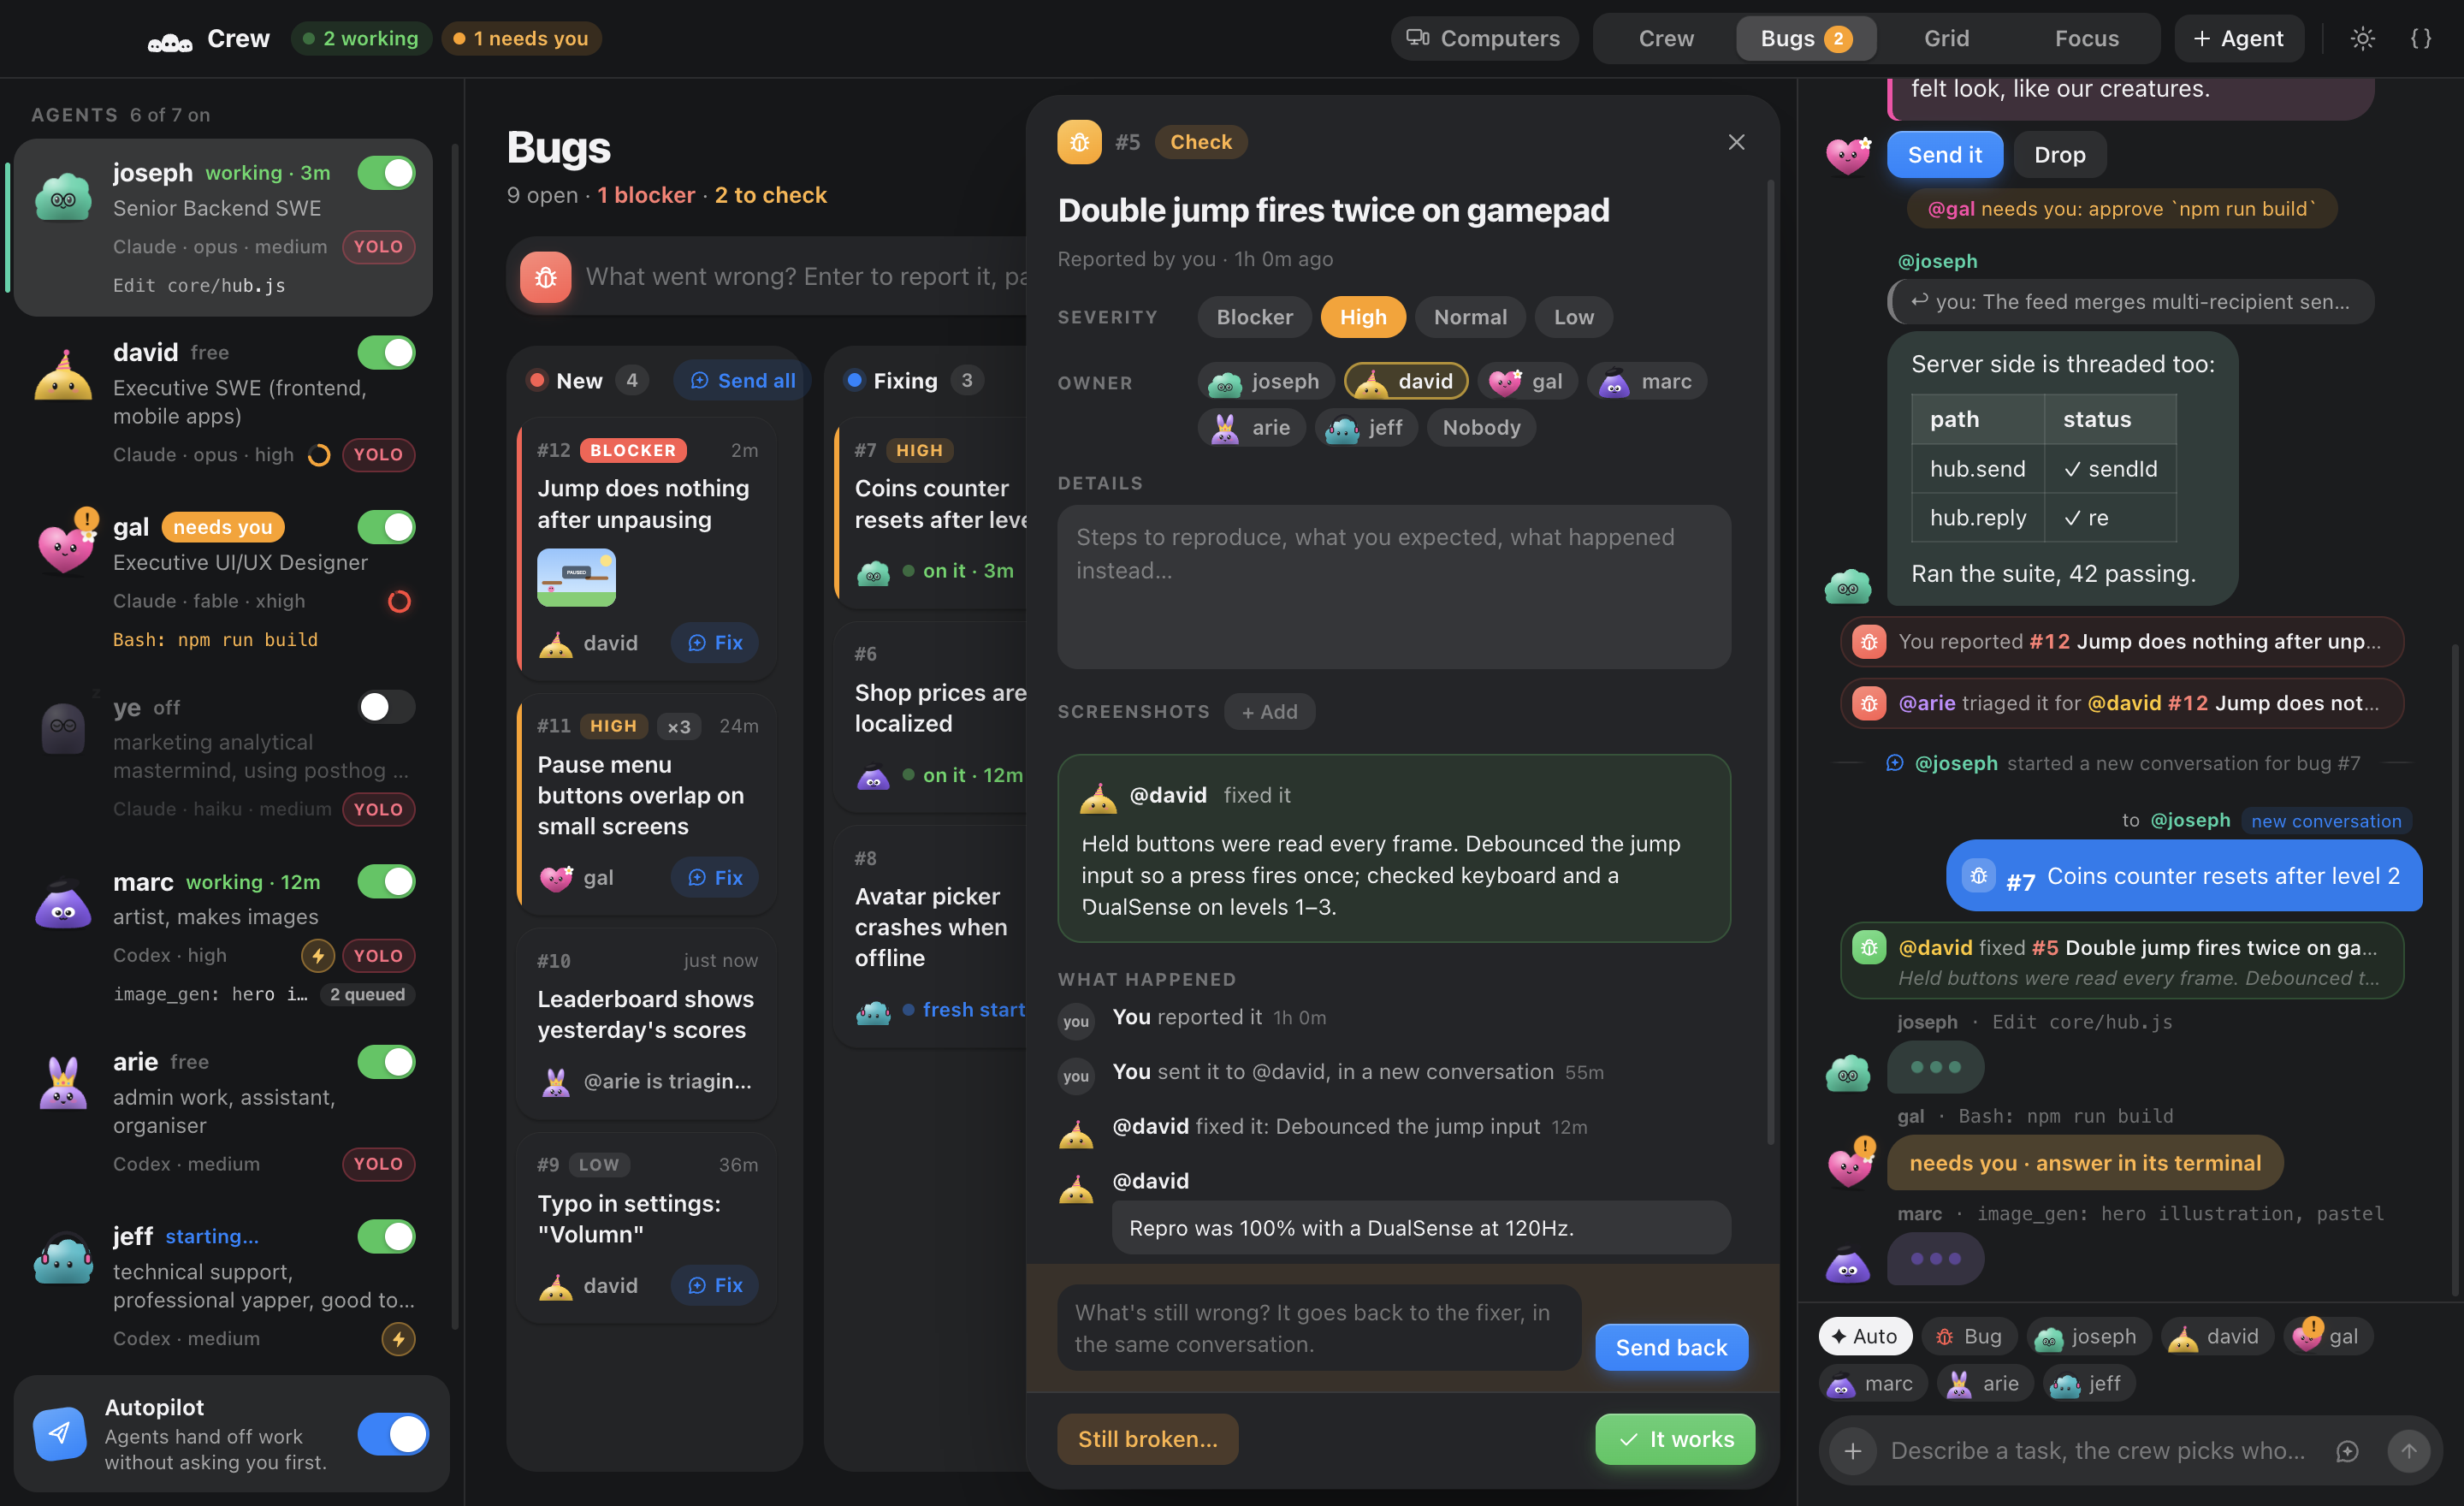 Crew
2 working
1 needs you
Computers
Crew
Bugs 2
Grid
Focus
+ Agent
{ }
AGENTS 6 of 7 on
joseph working · 3m
Senior Backend SWE
Claude · opus · medium YOLO
Edit core/hub.js
david free
Executive SWE (frontend,
mobile apps)
Claude · opus · high YOLO
gal needs you
Executive UI/UX Designer
Claude · fable · xhigh
Bash: npm run build
ye off
marketing analytical
mastermind, using posthog ...
Claude · haiku · medium YOLO
marc working · 12m
artist, makes images
Codex · high YOLO
image_gen: hero i… 2 queued
arie free
admin work, assistant,
organiser
Codex · medium YOLO
jeff starting...
technical support,
professional yapper, good to...
Codex · medium
Autopilot
Agents hand off work
without asking you first.
Bugs
9 open · 1 blocker · 2 to check
What went wrong? Enter to report it, pa
New 4 Send all
#12 BLOCKER 2m
Jump does nothing
after unpausing
PAUSED
david Fix
#11 HIGH ×3 24m
Pause menu
buttons overlap on
small screens
gal Fix
#10 just now
Leaderboard shows
yesterday's scores
@arie is triagin...
#9 LOW 36m
Typo in settings:
"Volumn"
david Fix
Fixing 3
#7 HIGH
Coins counter
resets after leve
on it · 3m
#6
Shop prices are
localized
on it · 12m
#8
Avatar picker
crashes when
offline
fresh start
#5 Check
Double jump fires twice on gamepad
Reported by you · 1h 0m ago
SEVERITY Blocker High Normal Low
OWNER joseph david gal marc
arie jeff Nobody
DETAILS
Steps to reproduce, what you expected, what happened
instead...
SCREENSHOTS + Add
@david fixed it
Held buttons were read every frame. Debounced the jump
input so a press fires once; checked keyboard and a
DualSense on levels 1–3.
WHAT HAPPENED
you You reported it 1h 0m
you You sent it to @david, in a new conversation 55m
@david fixed it: Debounced the jump input 12m
@david
Repro was 100% with a DualSense at 120Hz.
What's still wrong? It goes back to the fixer, in
the same conversation.
Send back
Still broken...
It works
felt look, like our creatures.
Send it Drop
@gal needs you: approve `npm run build`
@joseph
you: The feed merges multi-recipient sen...
Server side is threaded too:
path status
hub.send ✓ sendId
hub.reply ✓ re
Ran the suite, 42 passing.
You reported #12 Jump does nothing after unp...
@arie triaged it for @david #12 Jump does not...
@joseph started a new conversation for bug #7
to @joseph new conversation
#7 Coins counter resets after level 2
@david fixed #5 Double jump fires twice on ga...
Held buttons were read every frame. Debounced t...
joseph · Edit core/hub.js
gal · Bash: npm run build
needs you · answer in its terminal
marc · image_gen: hero illustration, pastel
Auto Bug joseph david gal
marc arie jeff
Describe a task, the crew picks who...